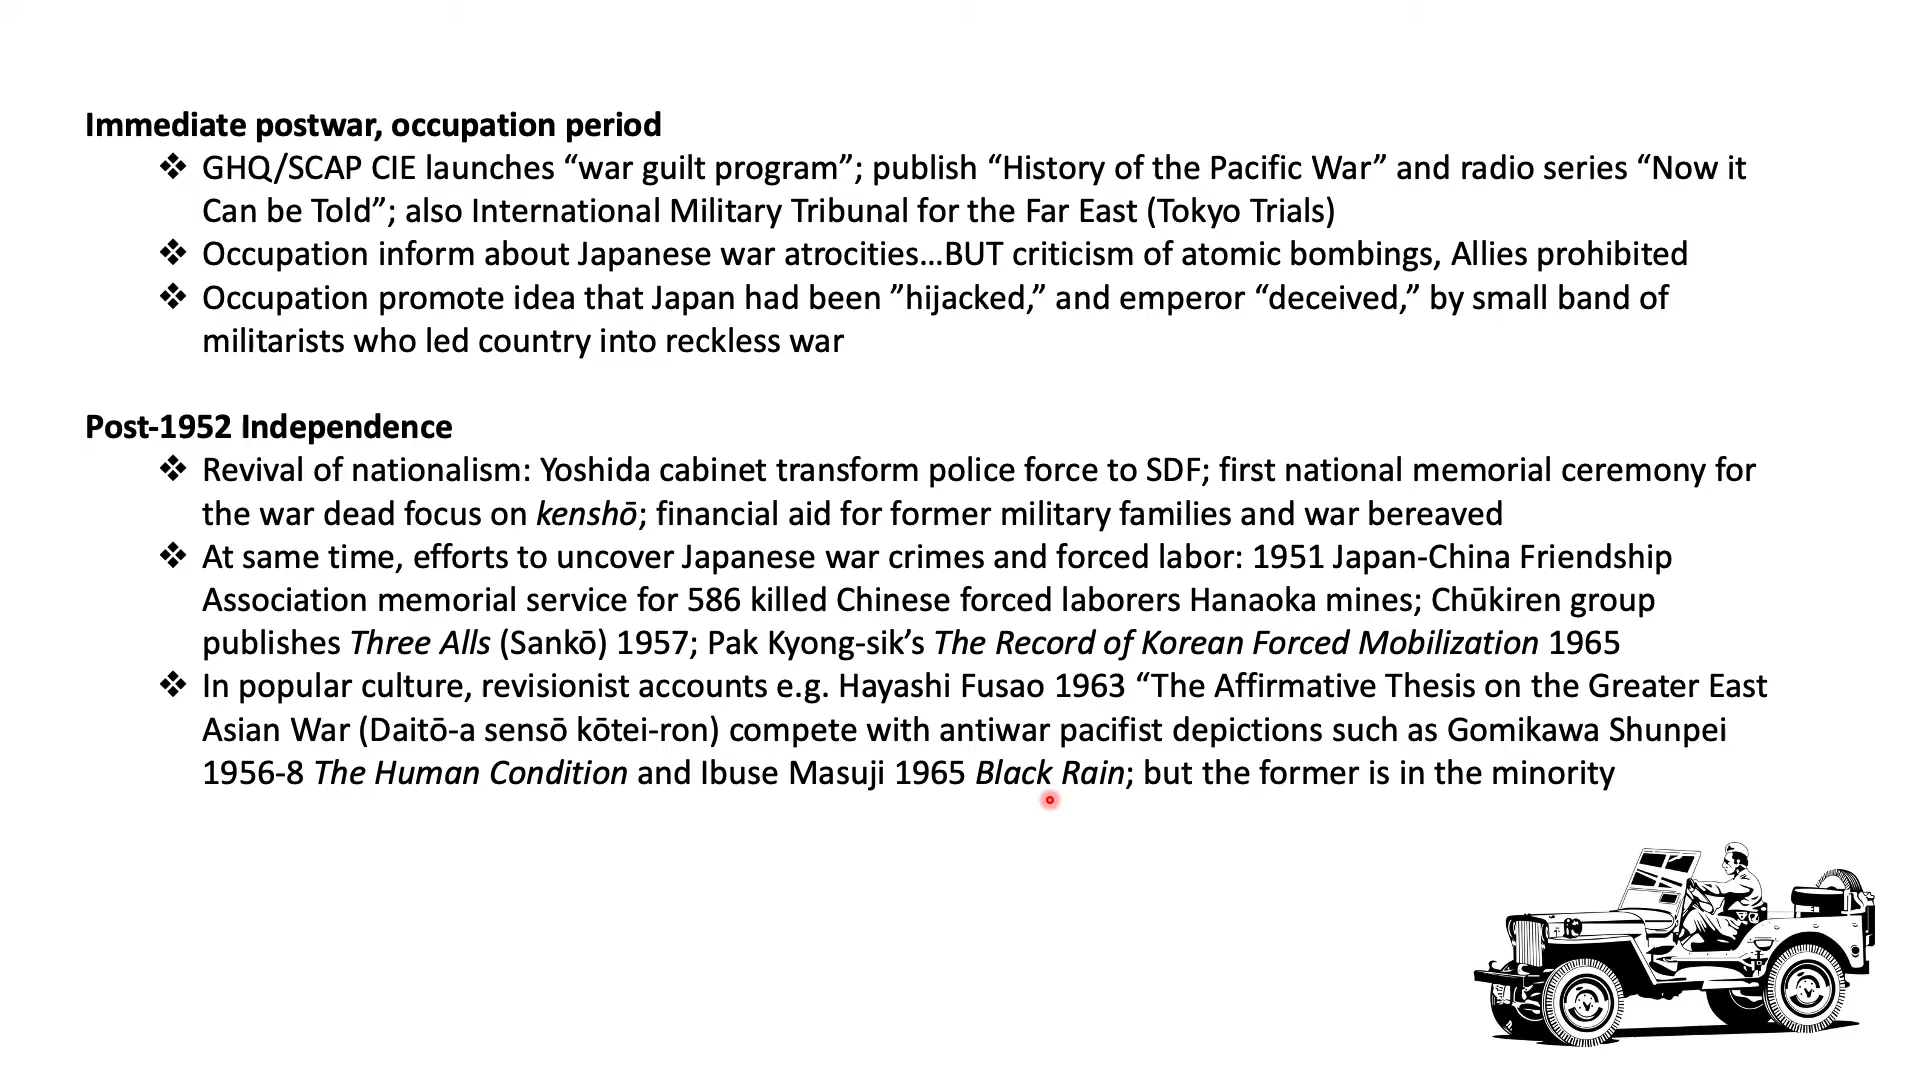 Immediate postwar, occupation period
❖ GHQ/SCAP CIE launches “war guilt program”; publish “History of the Pacific War” and radio series “Now it
Can be Told”; also International Military Tribunal for the Far East (Tokyo Trials)
❖ Occupation inform about Japanese war atrocities…BUT criticism of atomic bombings, Allies prohibited
❖ Occupation promote idea that Japan had been ”hijacked,” and emperor “deceived,” by small band of
militarists who led country into reckless war
Post-1952 Independence
❖ Revival of nationalism: Yoshida cabinet transform police force to SDF; first national memorial ceremony for
the war dead focus on kenshō; financial aid for former military families and war bereaved
❖ At same time, efforts to uncover Japanese war crimes and forced labor: 1951 Japan-China Friendship
Association memorial service for 586 killed Chinese forced laborers Hanaoka mines; Chūkiren group
publishes Three Alls (Sankō) 1957; Pak Kyong-sik’s The Record of Korean Forced Mobilization 1965
❖ In popular culture, revisionist accounts e.g. Hayashi Fusao 1963 “The Affirmative Thesis on the Greater East
Asian War (Daitō-a sensō kōtei-ron) compete with antiwar pacifist depictions such as Gomikawa Shunpei
1956-8 The Human Condition and Ibuse Masuji 1965 Black Rain; but the former is in the minority